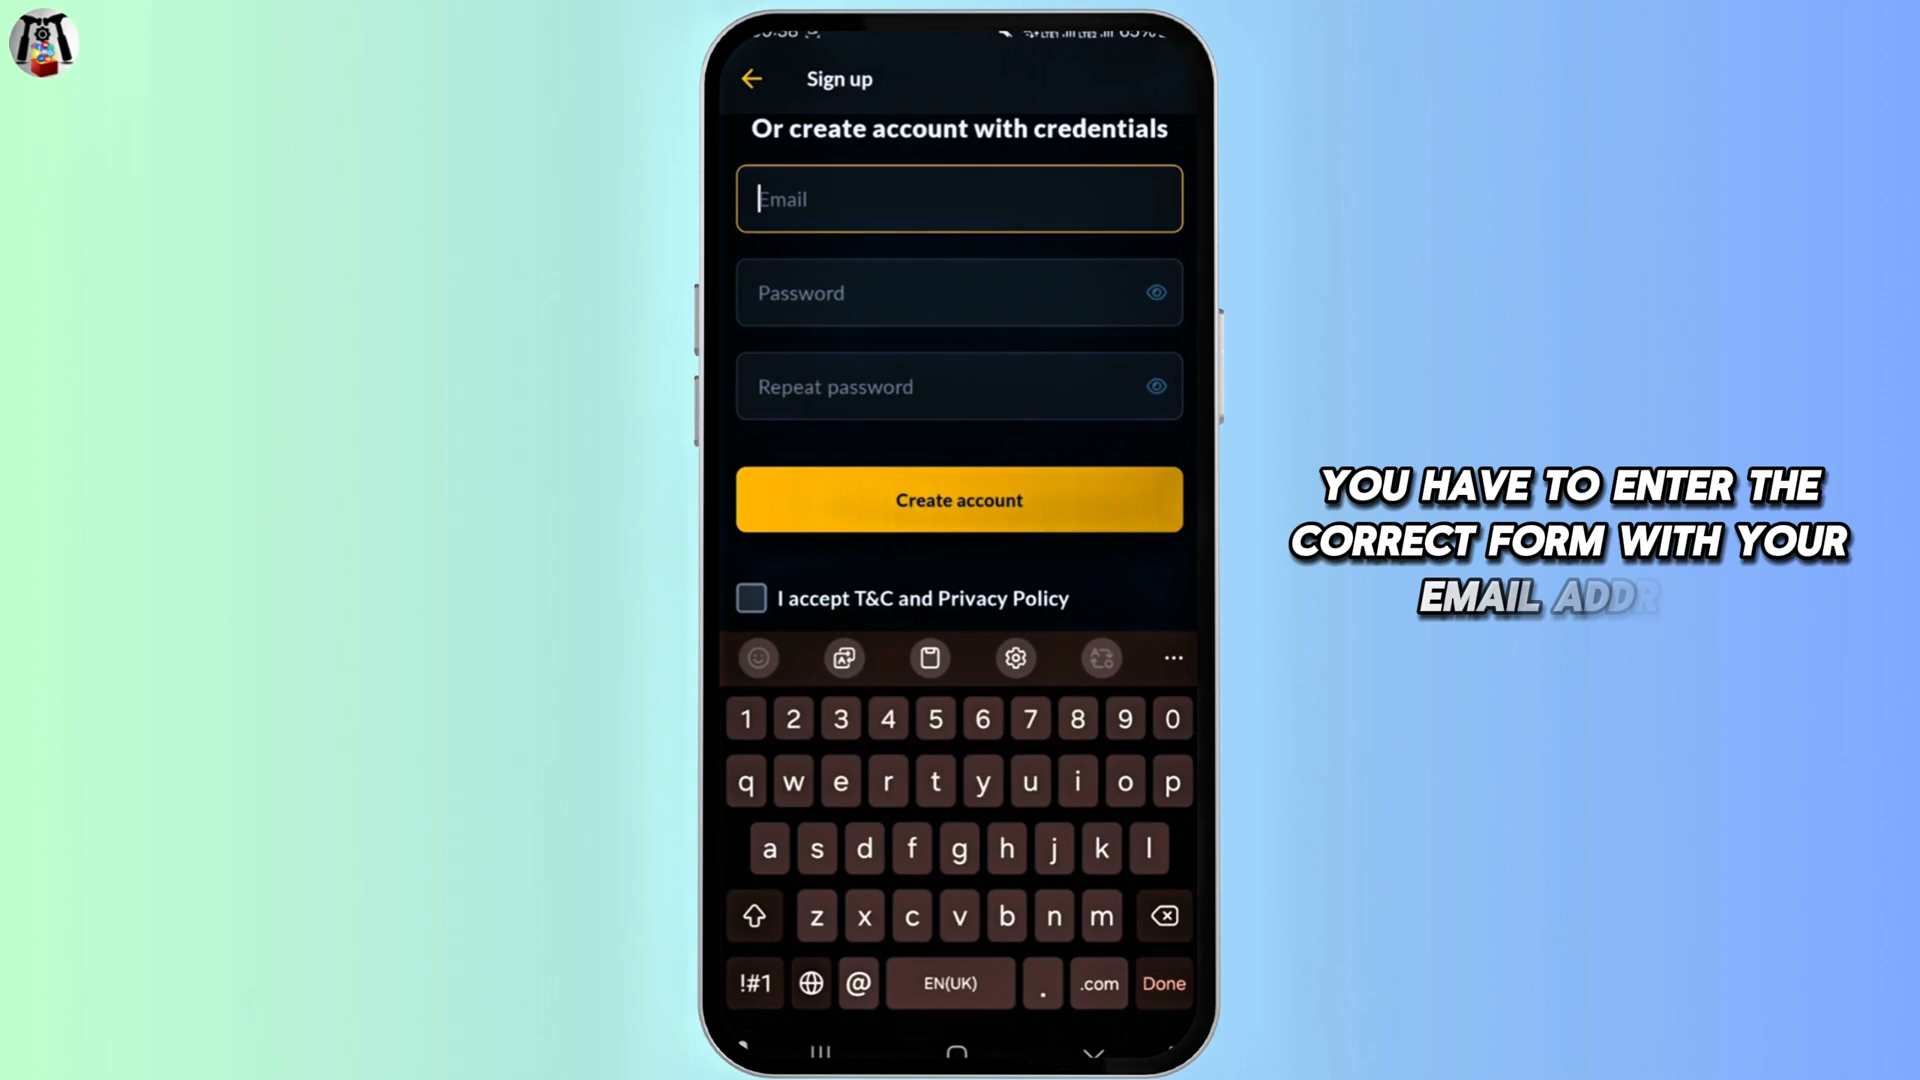 Sign up
Or create account with credentials
Email
Password
Repeat password
Create account
I accept T&C and Privacy Policy
YOU HAVE TO ENTER THE
CORRECT FORM WITH YOUR
EMAIL ADDR
1 2 3 4 5 6 7 8 9 0
q w e r t y u i o p
a s d f g h j k l
z x c v b n m
!#1 @ EN(UK) . .com Done